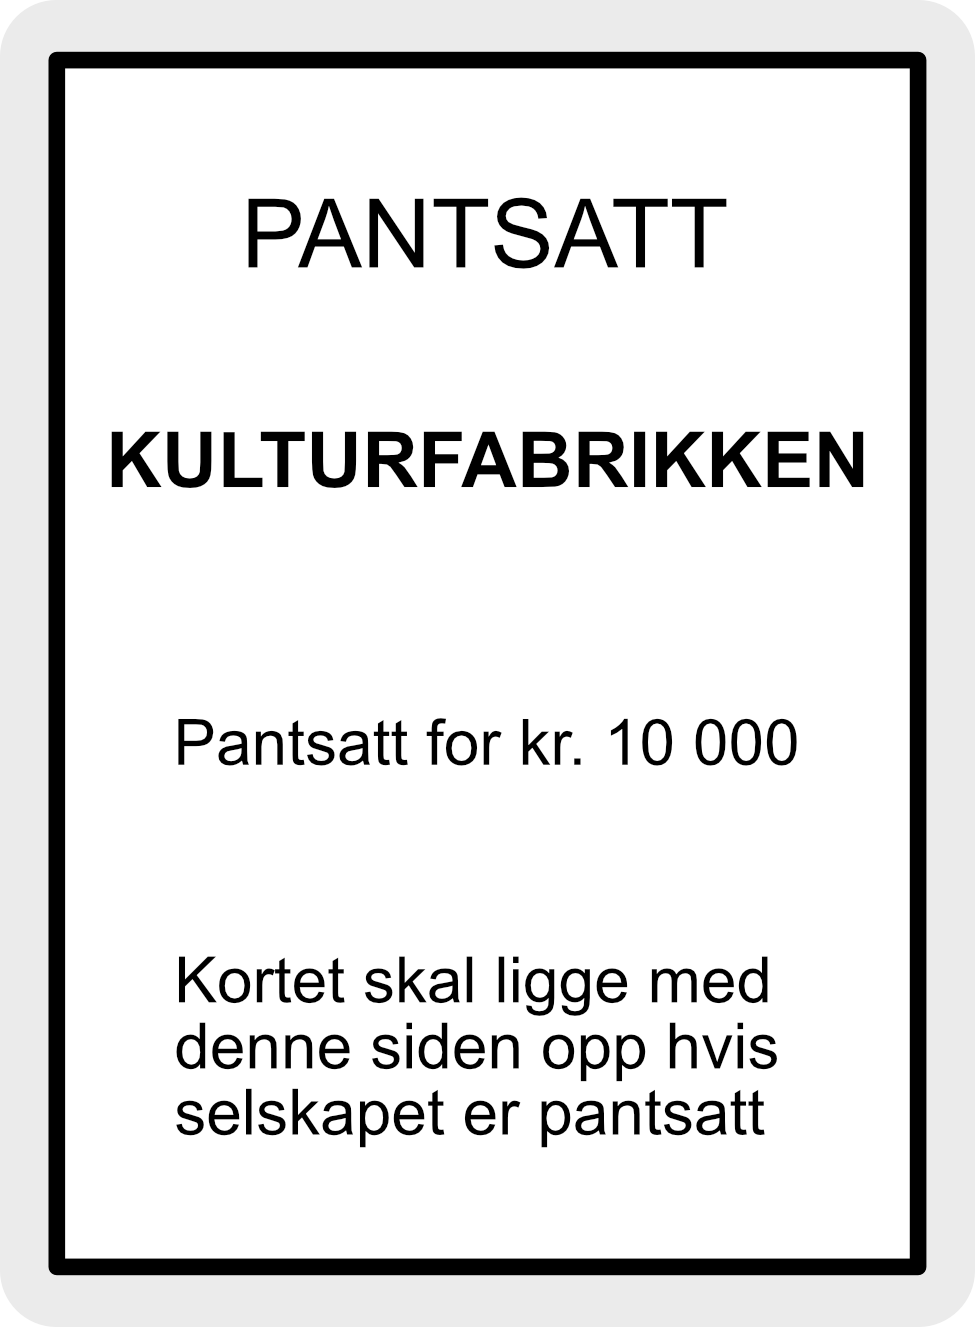 PANTSATT
KULTURFABRIKKEN
Pantsatt for kr. 10 000
Kortet skal ligge med
denne siden opp hvis
selskapet er pantsatt